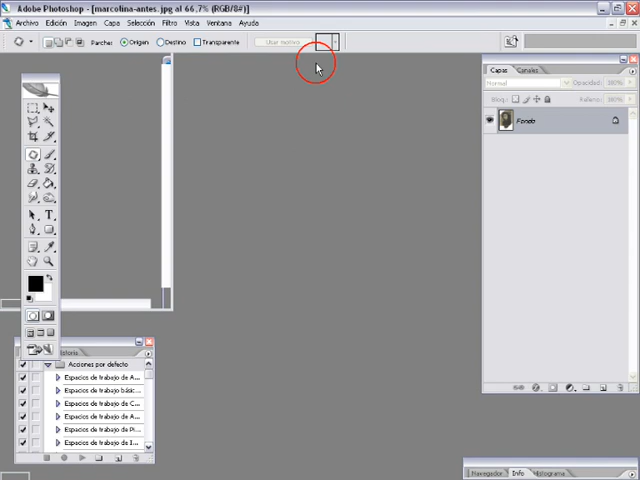 Adobe Photoshop - [marcolina-antes.jpg al 66,7% (RGB/8#)]
Archivo Edición Imagen Capa Selección Filtro Vista Ventana Ayuda
Parche: Origen Destino Transparente Usar motivo
Capas Canales
Normal Opacidad: 100%
Bloq.: Relleno: 100%
Fondo
T
Historia
Acciones por defecto
Espacios de trabajo de A...
Espacios de trabajo básic...
Espacios de trabajo de C...
Espacios de trabajo de A...
Espacios de trabajo de Pi...
Espacios de trabajo de I...
Navegador Info Histograma